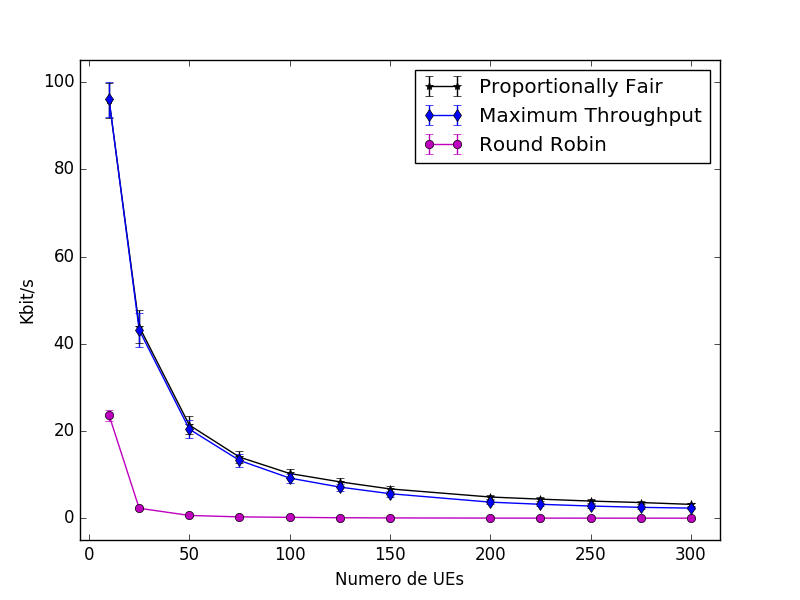 Proportionally Fair
Maximum Throughput
Round Robin
100
80
60
40
20
0
Kbit/s
0 50 100 150 200 250 300
Numero de UEs